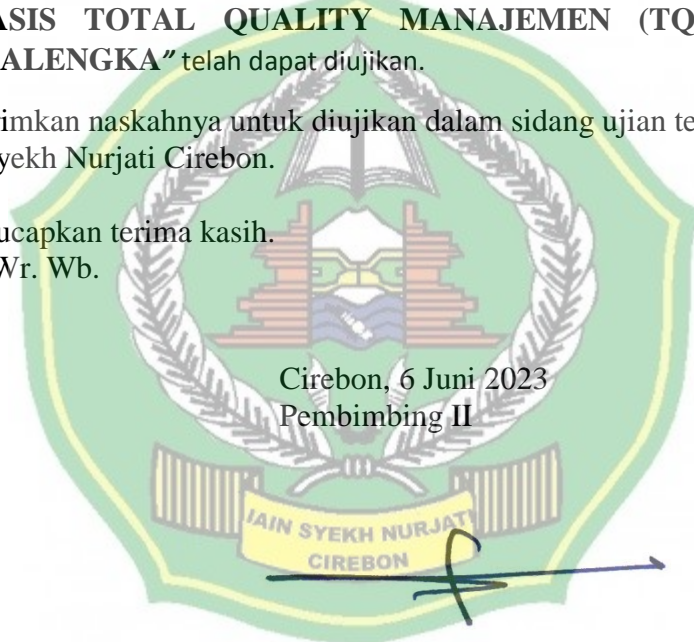 ASIS TOTAL QUALITY MANAJEMEN (TQ
ALENGKA” telah dapat diujikan.
imkan naskahnya untuk diujikan dalam sidang ujian te
yekh Nurjati Cirebon.
ucapkan terima kasih.
Wr. Wb.
Cirebon, 6 Juni 2023
Pembimbing II
IAIN SYEKH NURJATI
CIREBON